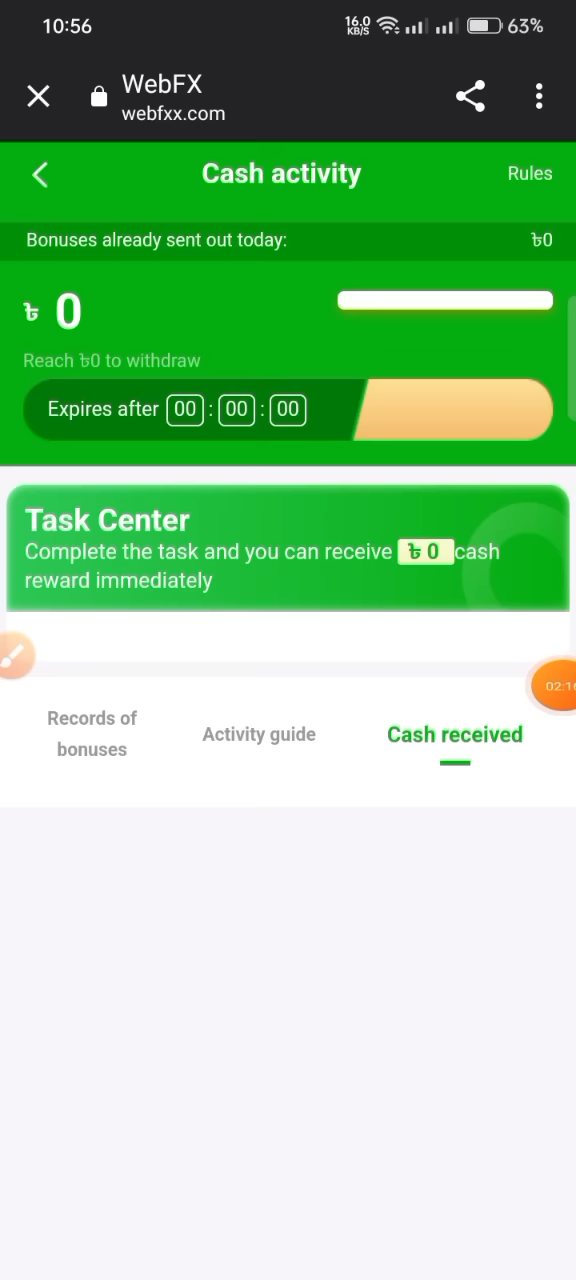 10:56
16.0
KB/S
63%
WebFX
webfxx.com
Cash activity
Rules
Bonuses already sent out today:
৳0
৳ 0
Reach ৳0 to withdraw
Expires after 00 : 00 : 00
Task Center
Complete the task and you can receive ৳ 0 cash
reward immediately
02:16
Records of
bonuses
Activity guide
Cash received